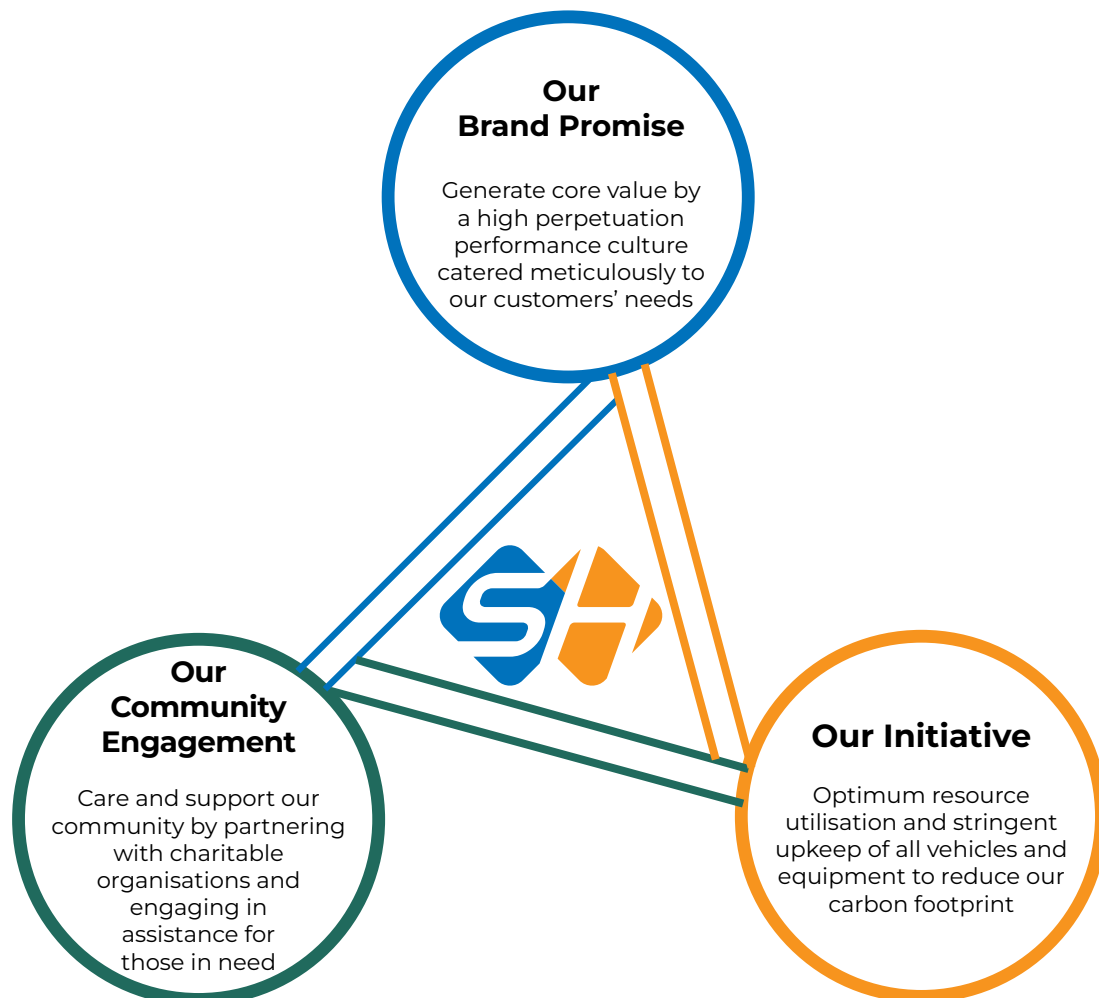 Our
Brand Promise
Generate core value by
a high perpetuation
performance culture
catered meticulously to
our customers’ needs
SH
Our
Community
Engagement
Care and support our
community by partnering
with charitable
organisations and
engaging in
assistance for
those in need
Our Initiative
Optimum resource
utilisation and stringent
upkeep of all vehicles and
equipment to reduce our
carbon footprint